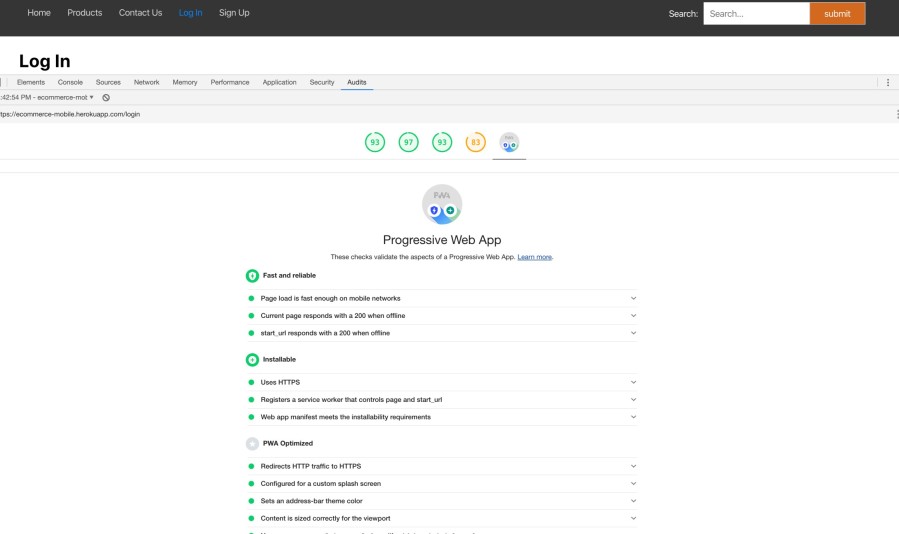 Home Products Contact Us Log In Sign Up Search: Search... submit
Log In
Elements Console Sources Network Memory Performance Application Security Audits
:42:54 PM - ecommerce-mobi
tps://ecommerce-mobile.herokuapp.com/login
93 97 93 83
PWA
Progressive Web App
These checks validate the aspects of a Progressive Web App. Learn more.
Fast and reliable
Page load is fast enough on mobile networks
Current page responds with a 200 when offline
start_url responds with a 200 when offline
Installable
Uses HTTPS
Registers a service worker that controls page and start_url
Web app manifest meets the installability requirements
PWA Optimized
Redirects HTTP traffic to HTTPS
Configured for a custom splash screen
Sets an address-bar theme color
Content is sized correctly for the viewport